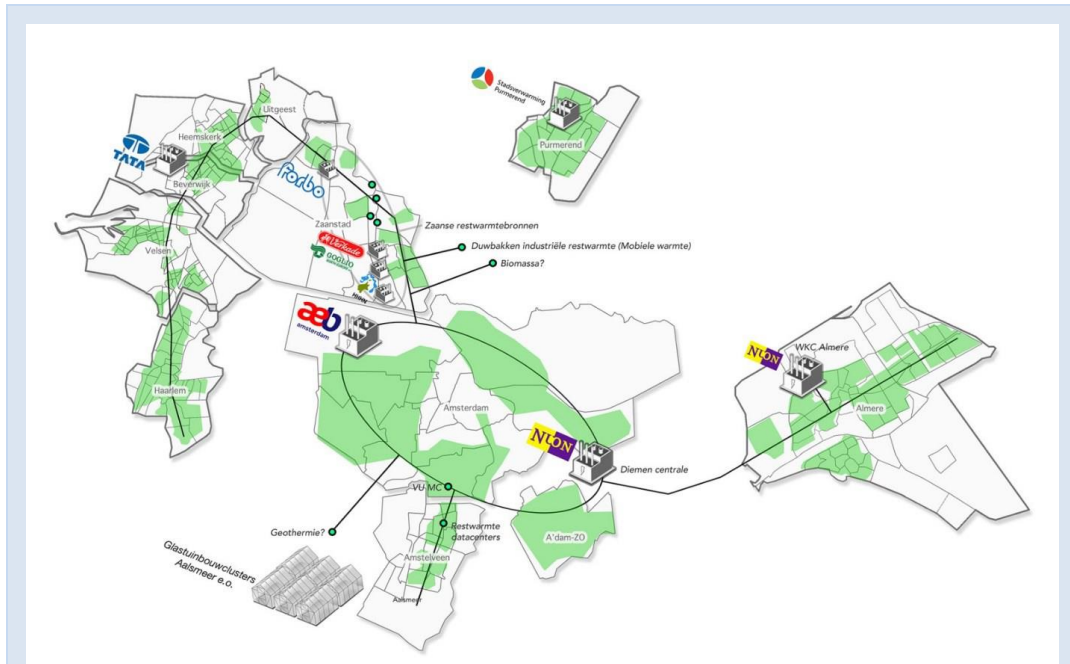 Stadsverwarming
Purmerend
Purmerend
Uitgeest
Heemskerk
TATA
Beverwijk
forbo
Zaanstad
Zaanse restwarmtebronnen
Verkade
GOGLIO
Duwbakken industriële restwarmte (Mobiele warmte)
Biomassa?
Velsen
aeb
amsterdam
Haarlem
Amsterdam
NUON
WKC Almere
Almere
NUON
Diemen centrale
VU MC
Geothermie?
Restwarmte
datacenters
A'dam-ZO
Glastuinbouwclusters
Aalsmeer e.o.
Amstelveen
Aalsmeer